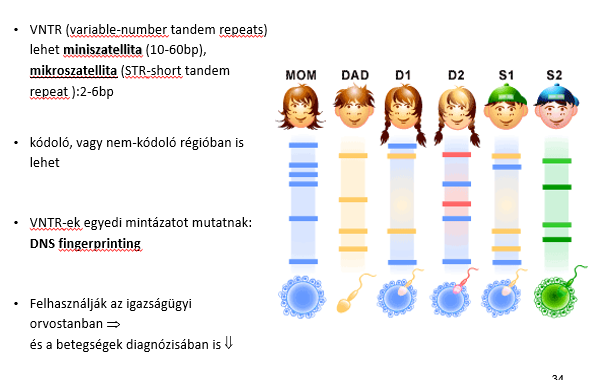 • VNTR (variable-number tandem repeats)
lehet miniszatellita (10-60bp),
mikroszatellita (STR-short tandem
repeat ):2-6bp
• kódoló, vagy nem-kódoló régióban is
lehet
• VNTR-ek egyedi mintázatot mutatnak:
DNS fingerprinting
• Felhasználják az igazságügyi
orvostanban ⇒
és a betegségek diagnózisában is ⇓
MOM DAD D1 D2 S1 S2
34